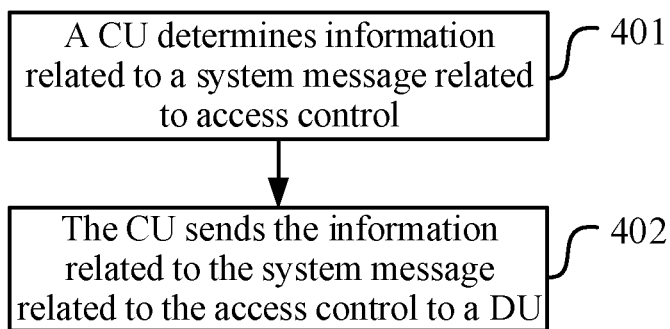 A CU determines information
related to a system message related
to access control
401
The CU sends the information
related to the system message
related to the access control to a DU
402